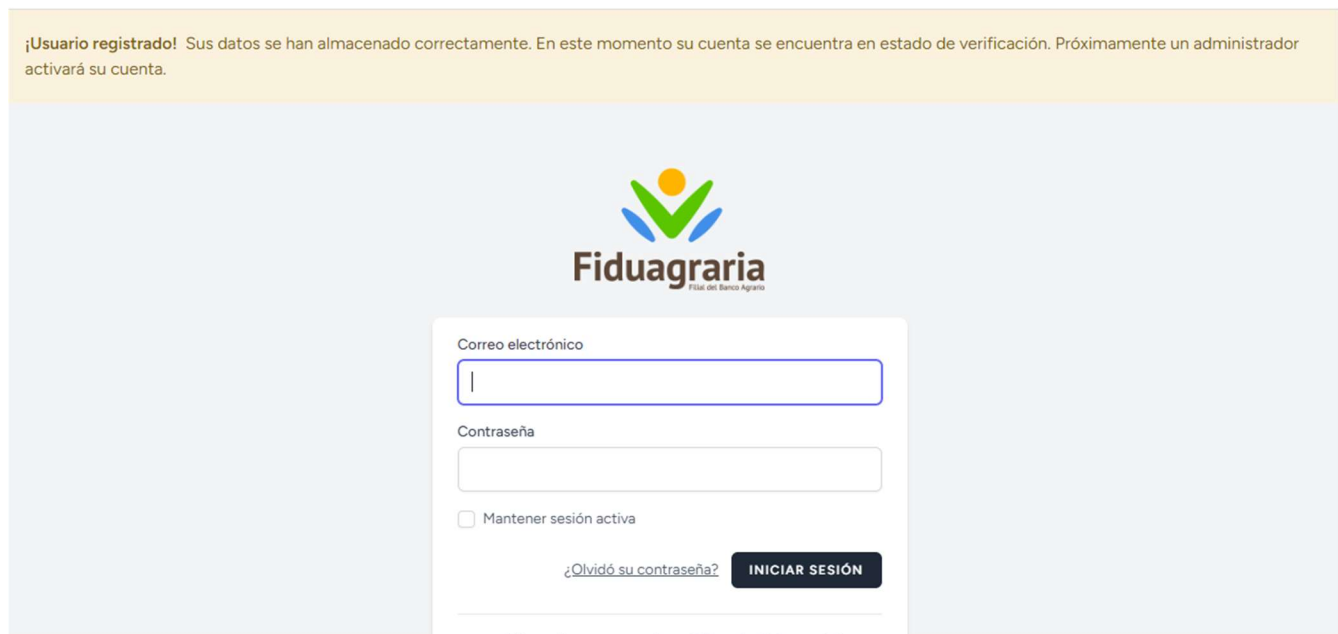 ¡Usuario registrado! Sus datos se han almacenado correctamente. En este momento su cuenta se encuentra en estado de verificación. Próximamente un administrador
activará su cuenta.
Fiduagraria
Filial del Banco Agrario
Correo electrónico
Contraseña
Mantener sesión activa
¿Olvidó su contraseña? INICIAR SESIÓN